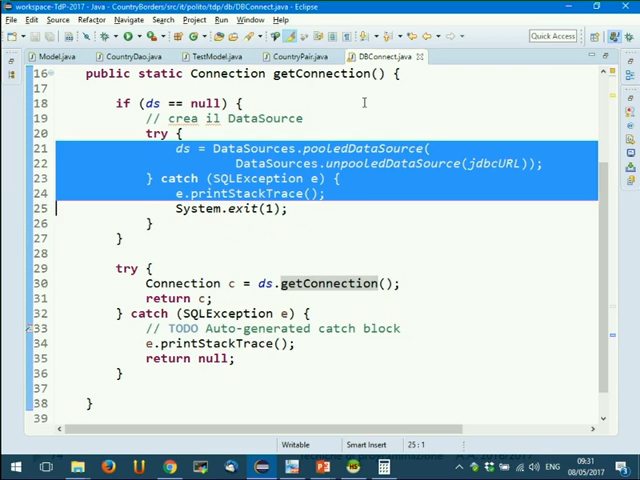 workspace-TdP-2017 - Java - CountryBorders/src/it/polito/tdp/db/DBConnect.java - Eclipse
File Edit Source Refactor Navigate Search Project Run Window Help
Quick Access
Model.java CountryDao.java TestModel.java CountryPair.java DBConnect.java
16 public static Connection getConnection() {
17
18 if (ds == null) {
19 // crea il DataSource
20 try {
21 ds = DataSources.pooledDataSource(
22 DataSources.unpooledDataSource(jdbcURL));
23 } catch (SQLException e) {
24 e.printStackTrace();
25 System.exit(1);
26 }
27 }
28
29 try {
30 Connection c = ds.getConnection();
31 return c;
32 } catch (SQLException e) {
33 // TODO Auto-generated catch block
34 e.printStackTrace();
35 return null;
36 }
37
38 }
39
Writable Smart Insert 25 : 1
ENG 09:31
08/05/2017